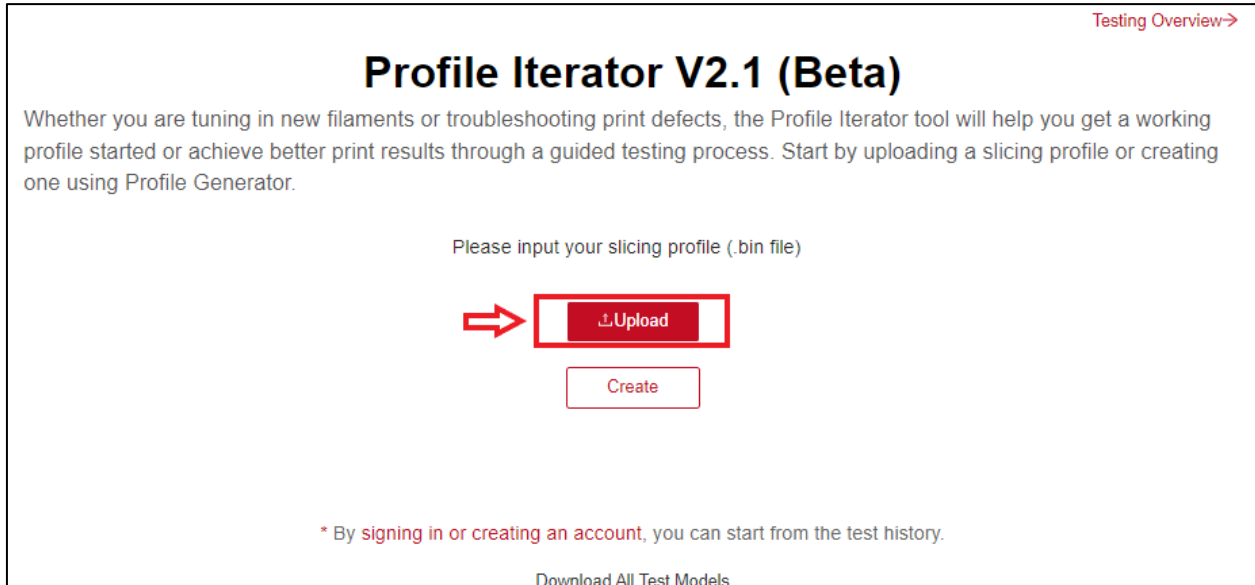 Testing Overview→
Profile Iterator V2.1 (Beta)
Whether you are tuning in new filaments or troubleshooting print defects, the Profile Iterator tool will help you get a working
profile started or achieve better print results through a guided testing process. Start by uploading a slicing profile or creating
one using Profile Generator.
Please input your slicing profile (.bin file)
Upload
Create
* By signing in or creating an account, you can start from the test history.
Download All Test Models